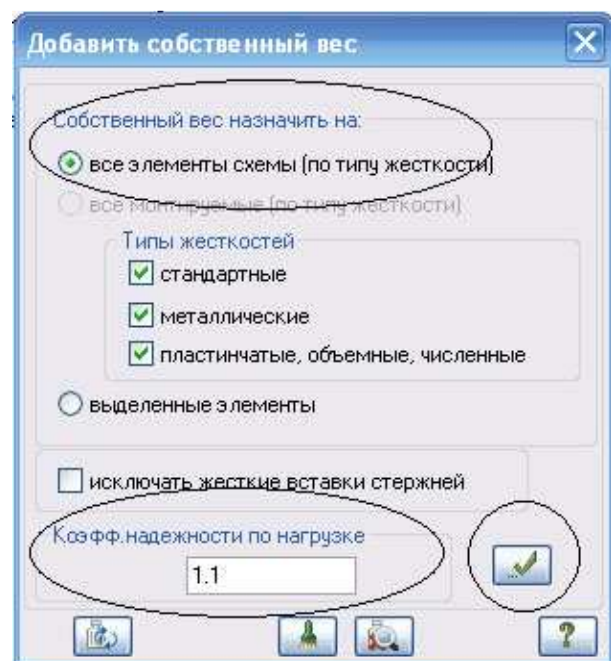 Добавить собственный вес
Собственный вес назначить на:
все элементы схемы (по типу жесткости)
все монтируемые (по типу жесткости)
Типы жесткостей
стандартные
металлические
пластинчатые, объемные, численные
выделенные элементы
исключать жесткие вставки стержней
Коэфф.надежности по нагрузке
1.1
?